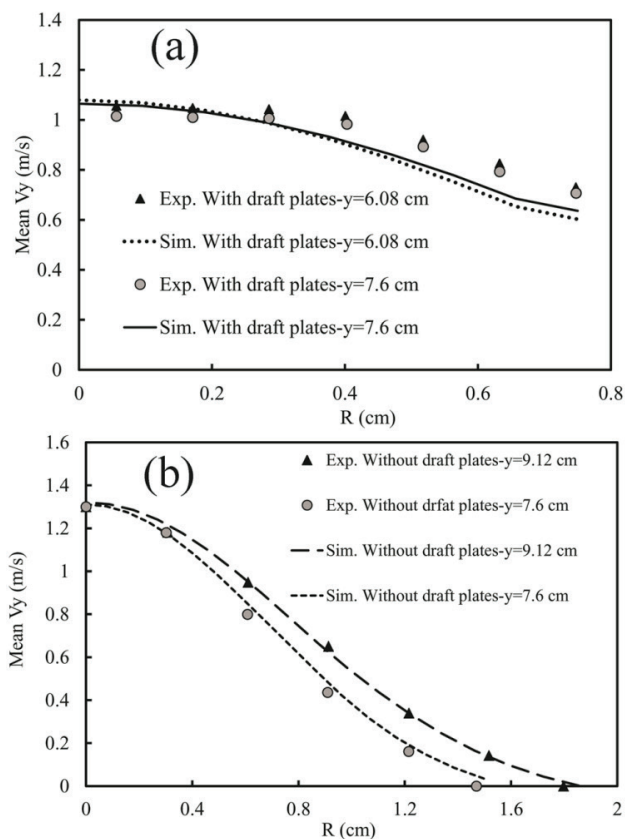 (a)
1.4
1.2
1
0.8
0.6
0.4
0.2
0
Mean Vy (m/s)
Exp. With draft plates-y=6.08 cm
Sim. With draft plates-y=6.08 cm
Exp. With draft plates-y=7.6 cm
Sim. With draft plates-y=7.6 cm
0 0.2 0.4 0.6 0.8
R (cm)
(b)
1.6
1.4
1.2
1
0.8
0.6
0.4
0.2
0
Mean Vy (m/s)
Exp. Without draft plates-y=9.12 cm
Exp. Without drfat plates-y=7.6 cm
Sim. Without draft plates-y=9.12 cm
Sim. Without draft plates-y=7.6 cm
0 0.4 0.8 1.2 1.6 2
R (cm)